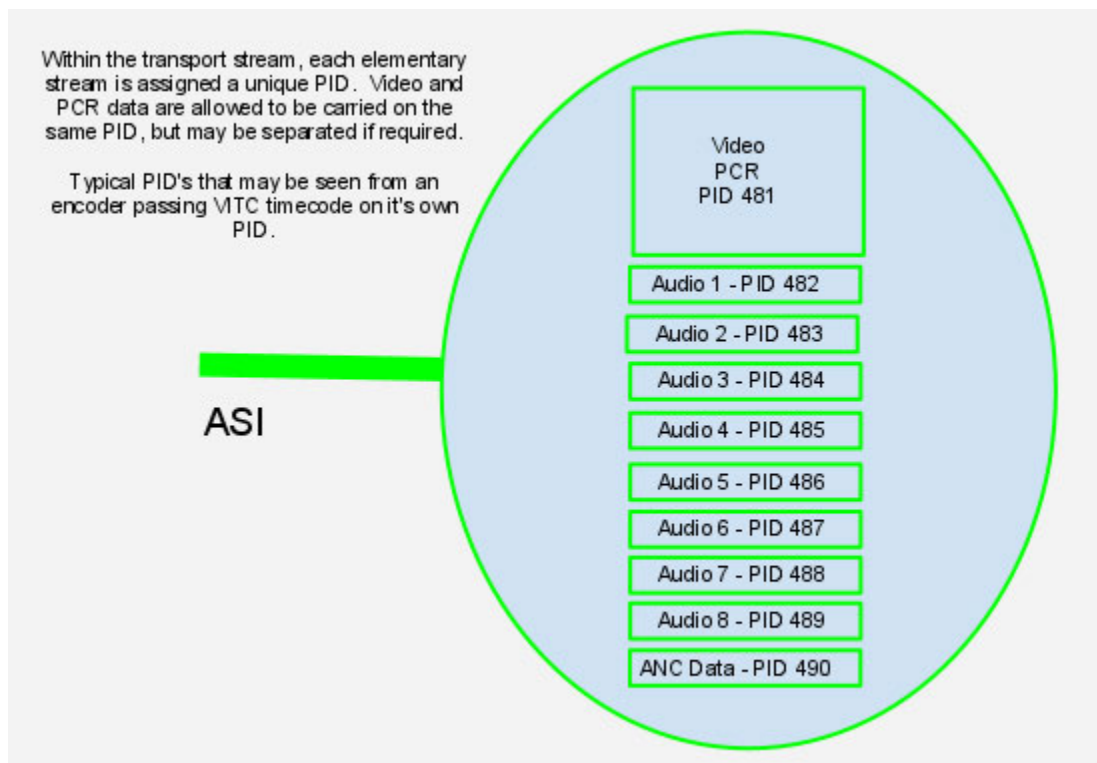 Within the transport stream, each elementary
stream is assigned a unique PID.  Video and
PCR data are allowed to be carried on the
same PID, but may be separated if required.
Typical PID's that may be seen from an
encoder passing VITC timecode on it's own
PID.
ASI
Video
PCR
PID 481
Audio 1 - PID 482
Audio 2 - PID 483
Audio 3 - PID 484
Audio 4 - PID 485
Audio 5 - PID 486
Audio 6 - PID 487
Audio 7 - PID 488
Audio 8 - PID 489
ANC Data - PID 490